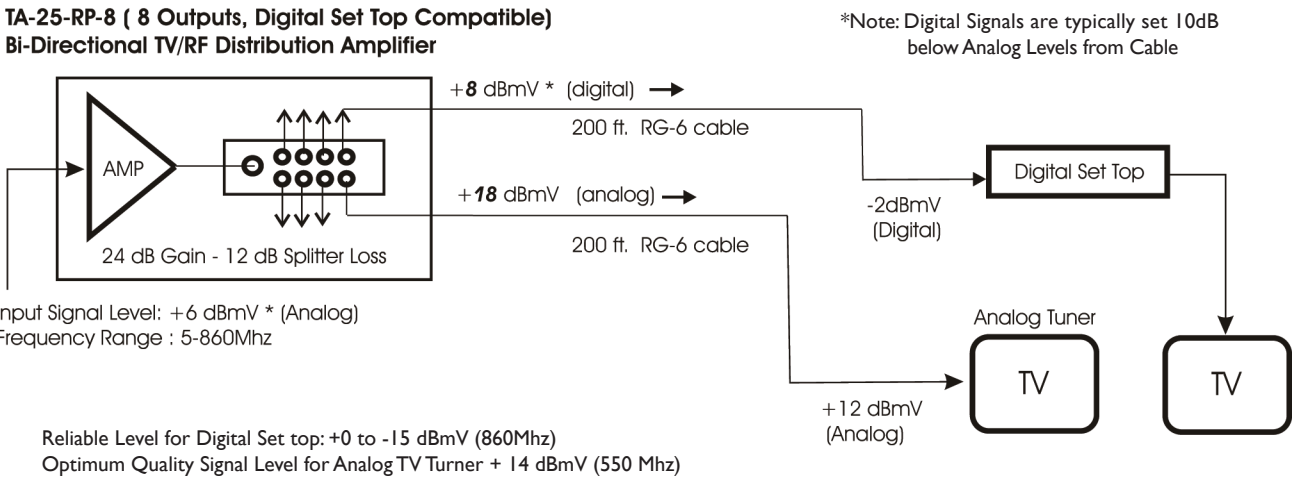 TA-25-RP-8 ( 8 Outputs, Digital Set Top Compatible)
Bi-Directional TV/RF Distribution Amplifier
*Note: Digital Signals are typically set 10dB
below Analog Levels from Cable
+8 dBmV * (digital)
200 ft. RG-6 cable
AMP
Digital Set Top
+18 dBmV (analog)
-2dBmV
(Digital)
200 ft. RG-6 cable
24 dB Gain - 12 dB Splitter Loss
nput Signal Level: +6 dBmV * (Analog)
Frequency Range : 5-860Mhz
Analog Tuner
TV
TV
+12 dBmV
(Analog)
Reliable Level for Digital Set top: +0 to -15 dBmV (860Mhz)
Optimum Quality Signal Level for Analog TV Turner + 14 dBmV (550 Mhz)